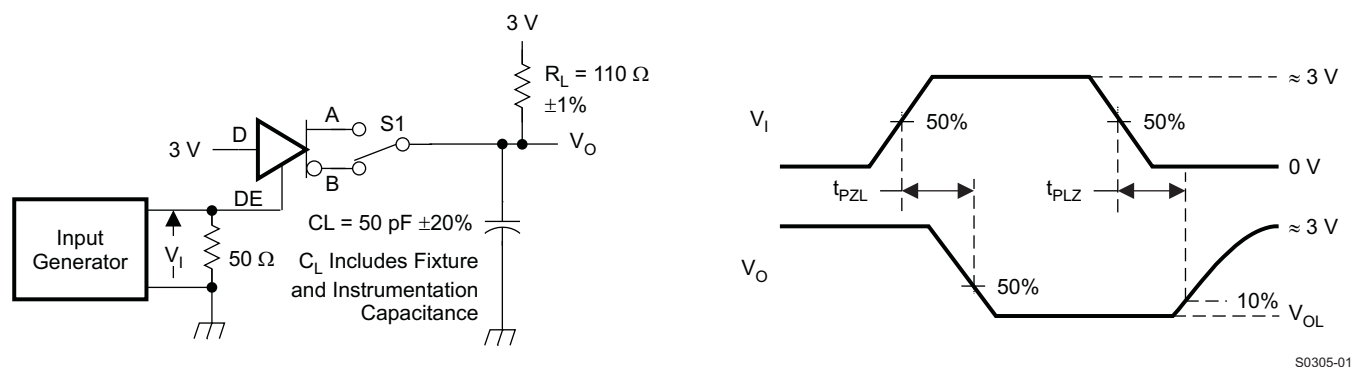 3 V
R_L = 110 Ω
±1%
A
S1
D
3 V
V_O
B
DE
CL = 50 pF ±20%
Input
Generator
V_I
50 Ω
C_L Includes Fixture
and Instrumentation
Capacitance
≈ 3 V
V_I
50%
50%
0 V
t_PZL
t_PLZ
≈ 3 V
V_O
50%
10%
V_OL
S0305-01